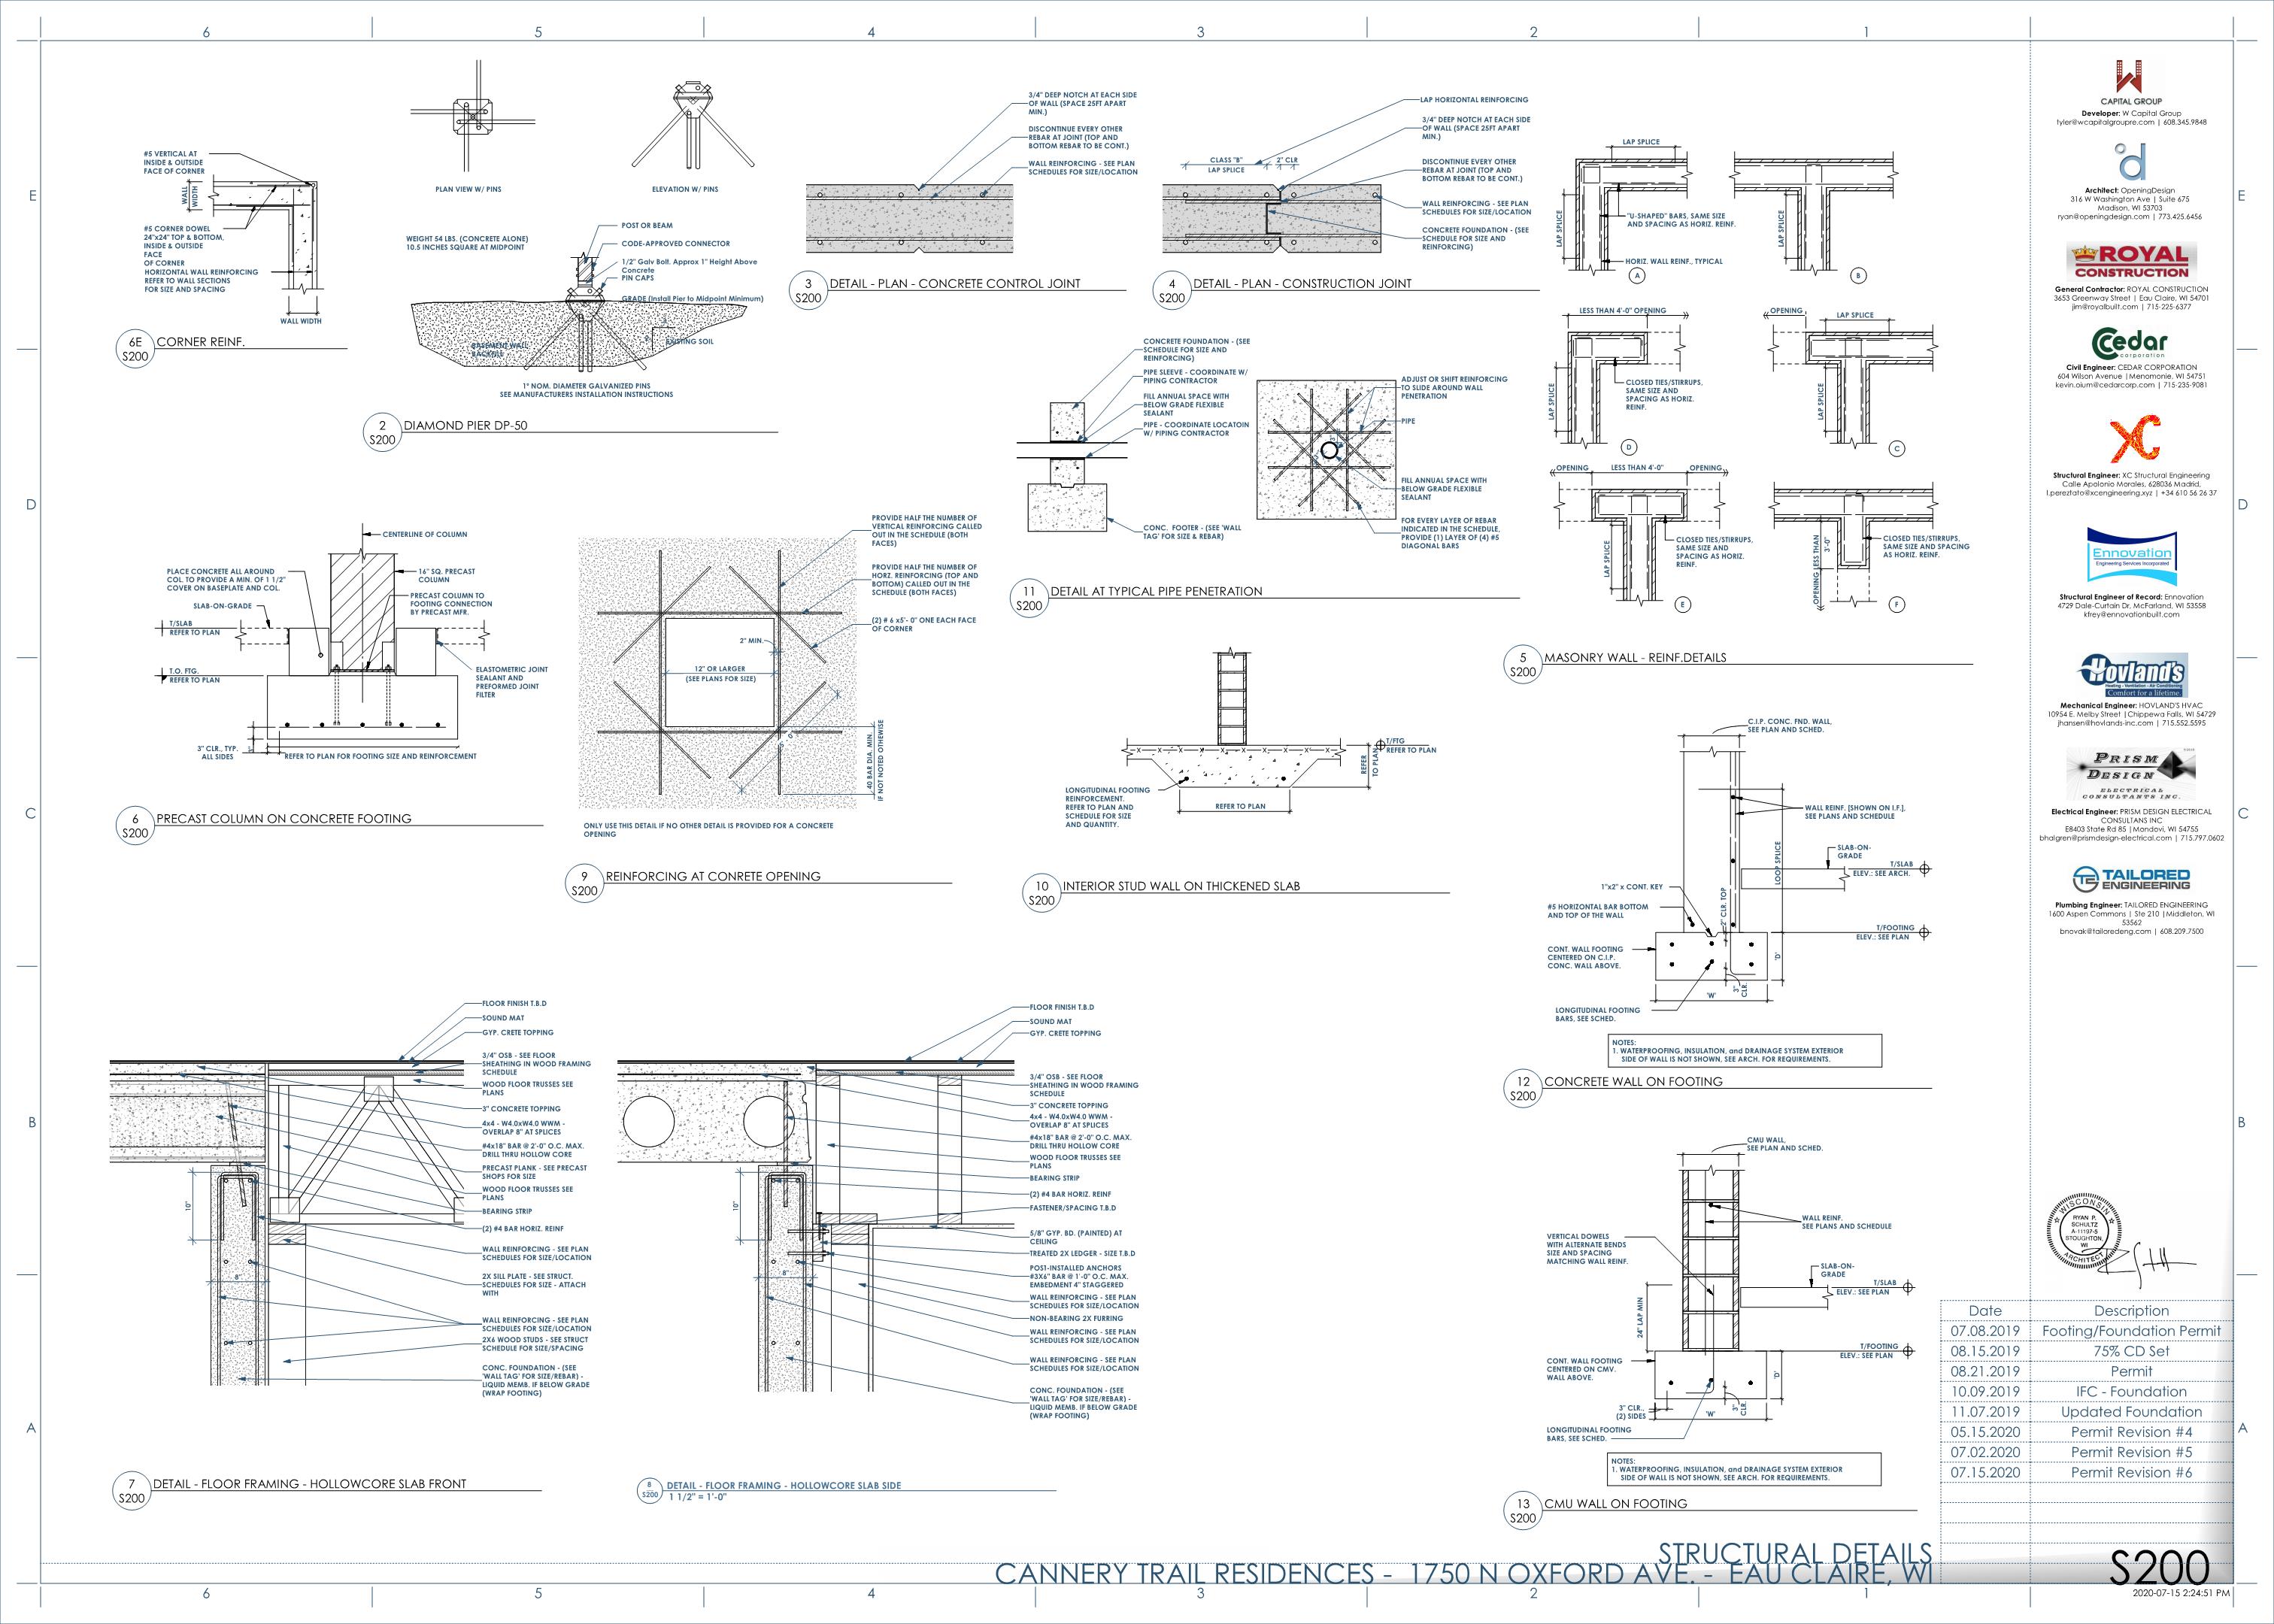 6
5
4
3
2
1
E
D
C
B
A
#5 VERTICAL AT
INSIDE & OUTSIDE
FACE OF CORNER
WALL
WIDTH
#5 CORNER DOWEL
24"x24" TOP & BOTTOM,
INSIDE & OUTSIDE
FACE
OF CORNER
HORIZONTAL WALL REINFORCING
REFER TO WALL SECTIONS
FOR SIZE AND SPACING
WALL WIDTH
6E
S200
CORNER REINF.
PLAN VIEW W/ PINS
ELEVATION W/ PINS
WEIGHT 54 LBS. (CONCRETE ALONE)
10.5 INCHES SQUARE AT MIDPOINT
POST OR BEAM
CODE-APPROVED CONNECTOR
1/2" Galv Bolt. Approx 1" Height Above
Concrete
PIN CAPS
GRADE (Install Pier to Midpoint Minimum)
BASEMENT WALL
BACKFILL
EXISTING SOIL
1" NOM. DIAMETER GALVANIZED PINS
SEE MANUFACTURERS INSTALLATION INSTRUCTIONS
2
S200
DIAMOND PIER DP-50
3/4" DEEP NOTCH AT EACH SIDE
OF WALL (SPACE 25FT APART
MIN.)
DISCONTINUE EVERY OTHER
REBAR AT JOINT (TOP AND
BOTTOM REBAR TO BE CONT.)
WALL REINFORCING - SEE PLAN
SCHEDULES FOR SIZE/LOCATION
3
S200
DETAIL - PLAN - CONCRETE CONTROL JOINT
CLASS "B"
LAP SPLICE
2" CLR
LAP HORIZONTAL REINFORCING
3/4" DEEP NOTCH AT EACH SIDE
OF WALL (SPACE 25FT APART
MIN.)
DISCONTINUE EVERY OTHER
REBAR AT JOINT (TOP AND
BOTTOM REBAR TO BE CONT.)
WALL REINFORCING - SEE PLAN
SCHEDULES FOR SIZE/LOCATION
CONCRETE FOUNDATION - (SEE
SCHEDULE FOR SIZE AND
REINFORCING)
4
S200
DETAIL - PLAN - CONSTRUCTION JOINT
LAP SPLICE
LAP SPLICE
"U-SHAPED" BARS, SAME SIZE
AND SPACING AS HORIZ. REINF.
HORIZ. WALL REINF., TYPICAL
A
LAP SPLICE
B
LESS THAN 4'-0" OPENING
LAP SPLICE
CLOSED TIES/STIRRUPS,
SAME SIZE AND
SPACING AS HORIZ.
REINF.
D
OPENING
LAP SPLICE
LAP SPLICE
C
OPENING
LESS THAN 4'-0"
OPENING
LAP SPLICE
CLOSED TIES/STIRRUPS,
SAME SIZE AND
SPACING AS HORIZ.
REINF.
E
OPENING LESS THAN
3'-0"
CLOSED TIES/STIRRUPS,
SAME SIZE AND SPACING
AS HORIZ. REINF.
F
5
S200
MASONRY WALL - REINF.DETAILS
CONCRETE FOUNDATION - (SEE
SCHEDULE FOR SIZE AND
REINFORCING)
PIPE SLEEVE - COORDINATE W/
PIPING CONTRACTOR
FILL ANNUAL SPACE WITH
BELOW GRADE FLEXIBLE
SEALANT
PIPE - COORDINATE LOCATOIN
W/ PIPING CONTRACTOR
CONC. FOOTER - (SEE 'WALL
TAG' FOR SIZE & REBAR)
ADJUST OR SHIFT REINFORCING
TO SLIDE AROUND WALL
PENETRATION
PIPE
3"
FILL ANNUAL SPACE WITH
BELOW GRADE FLEXIBLE
SEALANT
FOR EVERY LAYER OF REBAR
INDICATED IN THE SCHEDULE,
PROVIDE (1) LAYER OF (4) #5
DIAGONAL BARS
11
S200
DETAIL AT TYPICAL PIPE PENETRATION
CENTERLINE OF COLUMN
PLACE CONCRETE ALL AROUND
COL. TO PROVIDE A MIN. OF 1 1/2"
COVER ON BASEPLATE AND COL.
SLAB-ON-GRADE
T/SLAB
REFER TO PLAN
T.O. FTG.
REFER TO PLAN
16" SQ. PRECAST
COLUMN
PRECAST COLUMN TO
FOOTING CONNECTION
BY PRECAST MFR.
ELASTOMETRIC JOINT
SEALANT AND
PREFORMED JOINT
FILTER
3" CLR., TYP.
ALL SIDES
3"
REFER TO PLAN FOR FOOTING SIZE AND REINFORCEMENT
6
S200
PRECAST COLUMN ON CONCRETE FOOTING
PROVIDE HALF THE NUMBER OF
VERTICAL REINFORCING CALLED
OUT IN THE SCHEDULE (BOTH
FACES)
PROVIDE HALF THE NUMBER OF
HORZ. REINFORCING (TOP AND
BOTTOM) CALLED OUT IN THE
SCHEDULE (BOTH FACES)
(2) # 6 x5'- 0" ONE EACH FACE
OF CORNER
2" MIN.
12" OR LARGER
(SEE PLANS FOR SIZE)
40 BAR DIA. MIN.
IF NOT NOTED OTHERWISE
ONLY USE THIS DETAIL IF NO OTHER DETAIL IS PROVIDED FOR A CONCRETE
OPENING
9
S200
REINFORCING AT CONRETE OPENING
X X X X X X X X
T/FTG
REFER TO PLAN
REFER
TO PLAN
LONGITUDINAL FOOTING
REINFORCEMENT.
REFER TO PLAN AND
SCHEDULE FOR SIZE
AND QUANTITY.
REFER TO PLAN
10
S200
INTERIOR STUD WALL ON THICKENED SLAB
C.I.P. CONC. FND. WALL,
SEE PLAN AND SCHED.
WALL REINF. [SHOWN ON I.F.],
SEE PLANS AND SCHEDULE
LOOP SPLICE
SLAB-ON-
GRADE
T/SLAB
ELEV.: SEE ARCH.
1"x2" x CONT. KEY
#5 HORIZONTAL BAR BOTTOM
AND TOP OF THE WALL
2" CLR. TOP
T/FOOTING
ELEV.: SEE PLAN
CONT. WALL FOOTING
CENTERED ON C.I.P.
CONC. WALL ABOVE.
'D'
'W'
3"
CLR.
LONGITUDINAL FOOTING
BARS, SEE SCHED.
NOTES:
1. WATERPROOFING, INSULATION, and DRAINAGE SYSTEM EXTERIOR
SIDE OF WALL IS NOT SHOWN, SEE ARCH. FOR REQUIREMENTS.
12
S200
CONCRETE WALL ON FOOTING
FLOOR FINISH T.B.D
SOUND MAT
GYP. CRETE TOPPING
3/4" OSB - SEE FLOOR
SHEATHING IN WOOD FRAMING
SCHEDULE
WOOD FLOOR TRUSSES SEE
PLANS
3" CONCRETE TOPPING
4x4 - W4.0xW4.0 WWM -
OVERLAP 8" AT SPLICES
#4x18" BAR @ 2'-0" O.C. MAX.
DRILL THRU HOLLOW CORE
PRECAST PLANK - SEE PRECAST
SHOPS FOR SIZE
WOOD FLOOR TRUSSES SEE
PLANS
BEARING STRIP
(2) #4 BAR HORIZ. REINF
WALL REINFORCING - SEE PLAN
SCHEDULES FOR SIZE/LOCATION
2X SILL PLATE - SEE STRUCT.
SCHEDULES FOR SIZE - ATTACH
WITH
WALL REINFORCING - SEE PLAN
SCHEDULES FOR SIZE/LOCATION
2X6 WOOD STUDS - SEE STRUCT
SCHEDULE FOR SIZE/SPACING
CONC. FOUNDATION - (SEE
'WALL TAG' FOR SIZE/REBAR) -
LIQUID MEMB. IF BELOW GRADE
(WRAP FOOTING)
10"
8"
7
S200
DETAIL - FLOOR FRAMING - HOLLOWCORE SLAB FRONT
FLOOR FINISH T.B.D
SOUND MAT
GYP. CRETE TOPPING
3/4" OSB - SEE FLOOR
SHEATHING IN WOOD FRAMING
SCHEDULE
3" CONCRETE TOPPING
4x4 - W4.0xW4.0 WWM -
OVERLAP 8" AT SPLICES
#4x18" BAR @ 2'-0" O.C. MAX.
DRILL THRU HOLLOW CORE
WOOD FLOOR TRUSSES SEE
PLANS
BEARING STRIP
(2) #4 BAR HORIZ. REINF
FASTENER/SPACING T.B.D
5/8" GYP. BD. (PAINTED) AT
CEILING
TREATED 2X LEDGER - SIZE T.B.D
POST-INSTALLED ANCHORS
#3X6" BAR @ 1'-0" O.C. MAX.
EMBEDMENT 4" STAGGERED
WALL REINFORCING - SEE PLAN
SCHEDULES FOR SIZE/LOCATION
NON-BEARING 2X FURRING
WALL REINFORCING - SEE PLAN
SCHEDULES FOR SIZE/LOCATION
WALL REINFORCING - SEE PLAN
SCHEDULES FOR SIZE/LOCATION
CONC. FOUNDATION - (SEE
'WALL TAG' FOR SIZE/REBAR) -
LIQUID MEMB. IF BELOW GRADE
(WRAP FOOTING)
10"
8"
8
S200
DETAIL - FLOOR FRAMING - HOLLOWCORE SLAB SIDE
1 1/2" = 1'-0"
CMU WALL,
SEE PLAN AND SCHED.
WALL REINF.
SEE PLANS AND SCHEDULE
VERTICAL DOWELS
WITH ALTERNATE BENDS
SIZE AND SPACING
MATCHING WALL REINF.
SLAB-ON-
GRADE
T/SLAB
ELEV.: SEE PLAN
24" LAP MIN
T/FOOTING
ELEV.: SEE PLAN
CONT. WALL FOOTING
CENTERED ON CMV.
WALL ABOVE.
'D'
3" CLR.,
(2) SIDES
'W'
3"
CLR.
LONGITUDINAL FOOTING
BARS, SEE SCHED.
NOTES:
1. WATERPROOFING, INSULATION, and DRAINAGE SYSTEM EXTERIOR
SIDE OF WALL IS NOT SHOWN, SEE ARCH. FOR REQUIREMENTS.
13
S200
CMU WALL ON FOOTING
W
CAPITAL GROUP
Developer: W Capital Group
tyler@wcapitalgroupre.com | 608.345.9848
d
Architect: OpeningDesign
316 W Washington Ave | Suite 675
Madison, WI 53703
ryan@openingdesign.com | 773.425.6456
ROYAL
CONSTRUCTION
General Contractor: ROYAL CONSTRUCTION
3653 Greenway Street | Eau Claire, WI 54701
jim@royalbuilt.com | 715-225-6377
Cedar
corporation
Civil Engineer: CEDAR CORPORATION
604 Wilson Avenue |Menomonie, WI 54751
kevin.oium@cedarcorp.com | 715-235-9081
XC
Structural Engineer: XC Structural Engineering
Calle Apolonio Morales, 628036 Madrid,
l.pereztato@xcengineering.xyz | +34 610 56 26 37
Ennovation
Engineering Services Incorporated
Structural Engineer of Record: Ennovation
4729 Dale-Curtain Dr, McFarland, WI 53558
kfrey@ennovationbuilt.com
Hovland's
Heating - Ventilation - Air Conditioning
Comfort for a lifetime.
Mechanical Engineer: HOVLAND'S HVAC
10954 E. Melby Street |Chippewa Falls, WI 54729
jhansen@hovlands-inc.com | 715.552.5595
PRISM
DESIGN
ELECTRICAL
CONSULTANTS INC.
Electrical Engineer: PRISM DESIGN ELECTRICAL
CONSULTANS INC
E8403 State Rd 85 |Mondovi, WI 54755
bhalgren@prismdesign-electrical.com | 715.797.0602
TE TAILORED
ENGINEERING
Plumbing Engineer: TAILORED ENGINEERING
1600 Aspen Commons | Ste 210 |Middleton, WI
53562
bnovak@tailoredeng.com | 608.209.7500
WISCONSIN
RYAN P.
SCHULTZ
A-11197-5
STOUGHTON,
WI
ARCHITECT
Date Description
07.08.2019 Footing/Foundation Permit
08.15.2019 75% CD Set
08.21.2019 Permit
10.09.2019 IFC - Foundation
11.07.2019 Updated Foundation
05.15.2020 Permit Revision #4
07.02.2020 Permit Revision #5
07.15.2020 Permit Revision #6
STRUCTURAL DETAILS
CANNERY TRAIL RESIDENCES - 1750 N OXFORD AVE. - EAU CLAIRE, WI
S200
2020-07-15 2:24:51 PM
6
5
4
3
2
1
E
D
C
B
A